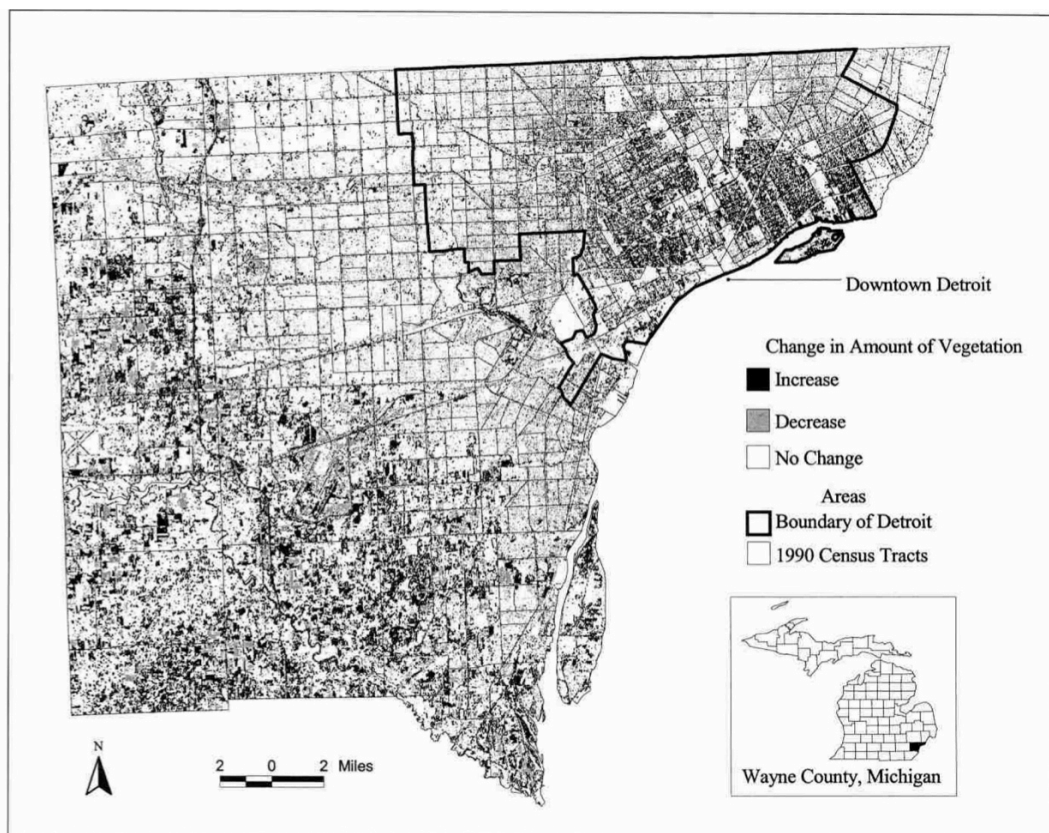 Downtown Detroit
Change in Amount of Vegetation
Increase
Decrease
No Change
Areas
Boundary of Detroit
1990 Census Tracts
N
2 0 2 Miles
Wayne County, Michigan